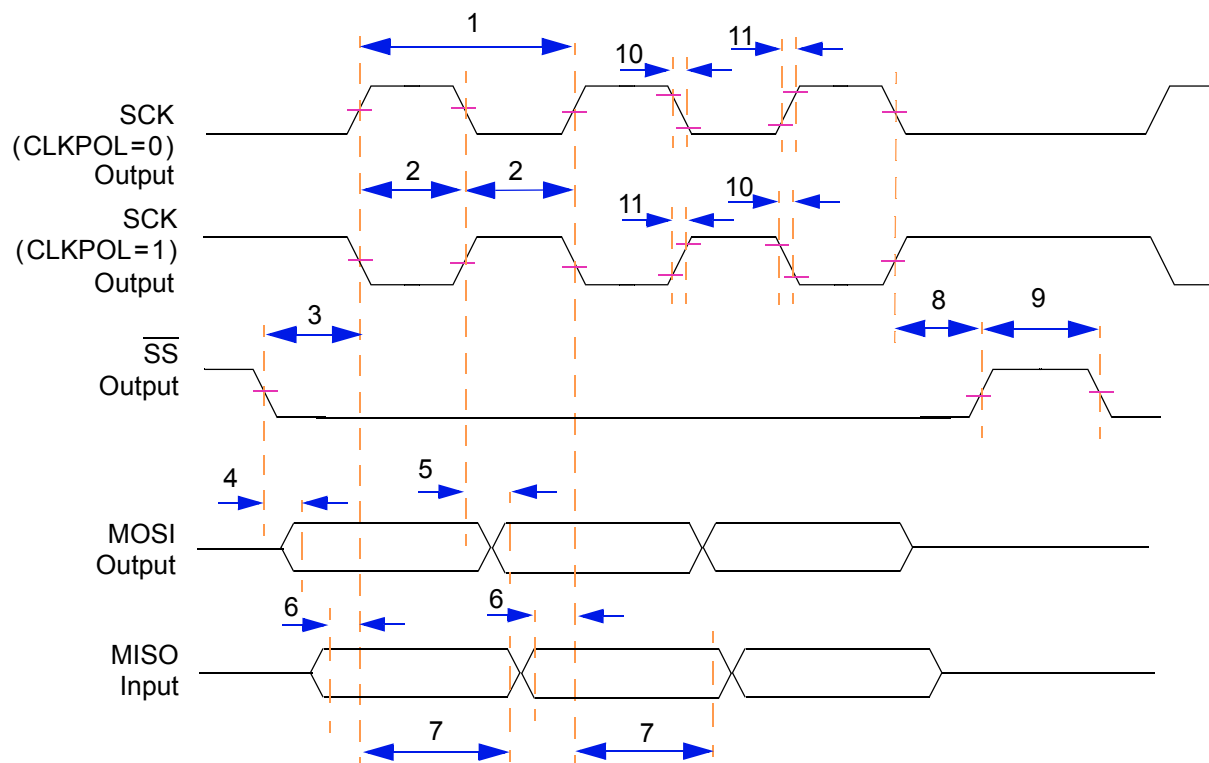 1
10
11
SCK
(CLKPOL=0)
Output
2
2
SCK
(CLKPOL=1)
Output
11
10
3
8
9
SS
Output
4
5
MOSI
Output
6
6
MISO
Input
7
7